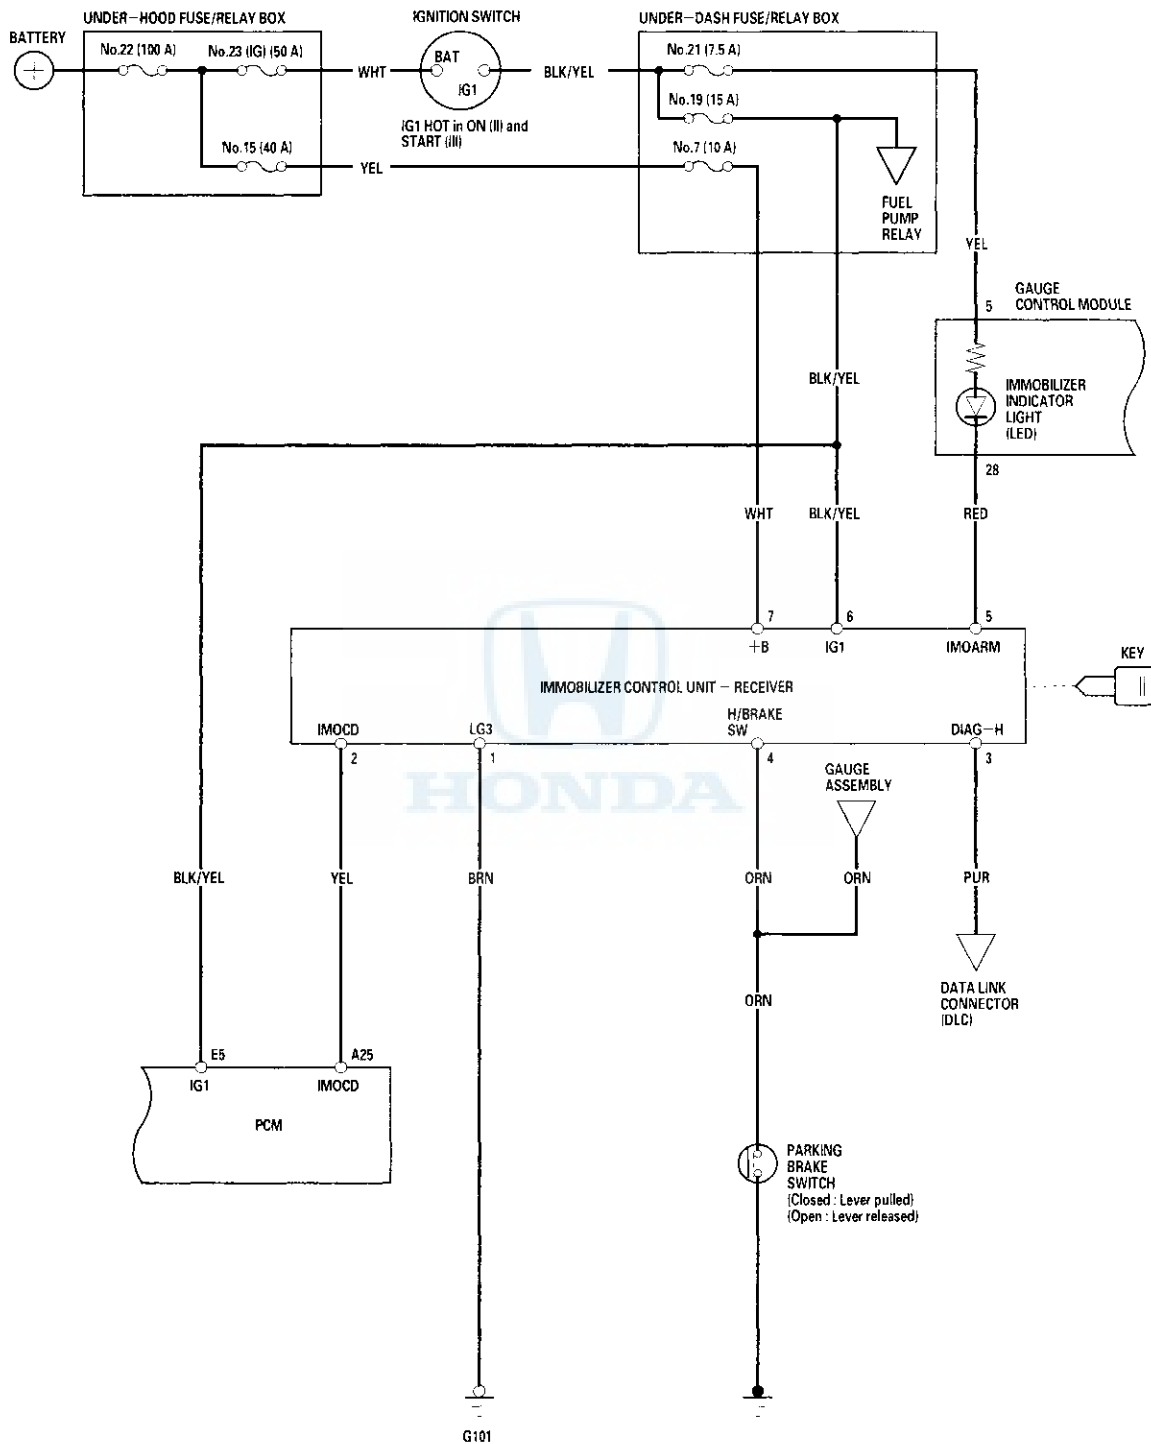 UNDER-HOOD FUSE/RELAY BOX
IGNITION SWITCH
UNDER-DASH FUSE/RELAY BOX
BATTERY
No.22 (100 A)
No.23 (IG) (50 A)
WHT
BAT
IG1
BLK/YEL
No.21 (7.5 A)
No.19 (15 A)
IG1 HOT in ON (II) and
START (III)
No.15 (40 A)
YEL
No.7 (10 A)
FUEL
PUMP
RELAY
YEL
GAUGE
CONTROL MODULE
5
IMMOBILIZER
INDICATOR
LIGHT
(LED)
BLK/YEL
28
WHT
BLK/YEL
RED
7
6
5
+B
IG1
IMOARM
KEY
IMMOBILIZER CONTROL UNIT - RECEIVER
IMOCD
LG3
H/BRAKE
SW
DIAG-H
2
1
4
3
HONDA
GAUGE
ASSEMBLY
BLK/YEL
YEL
BRN
ORN
ORN
PUR
DATA LINK
CONNECTOR
(DLC)
ORN
E5
A25
IG1
IMOCD
PCM
PARKING
BRAKE
SWITCH
(Closed : Lever pulled)
(Open : Lever released)
G101